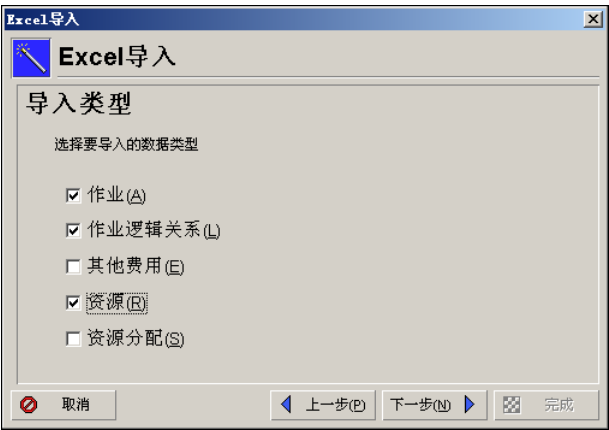 Excel导入
Excel导入
导入类型
选择要导入的数据类型
作业(A)
作业逻辑关系(L)
其他费用(E)
资源(R)
资源分配(S)
取消 上一步(P) 下一步(N) 完成